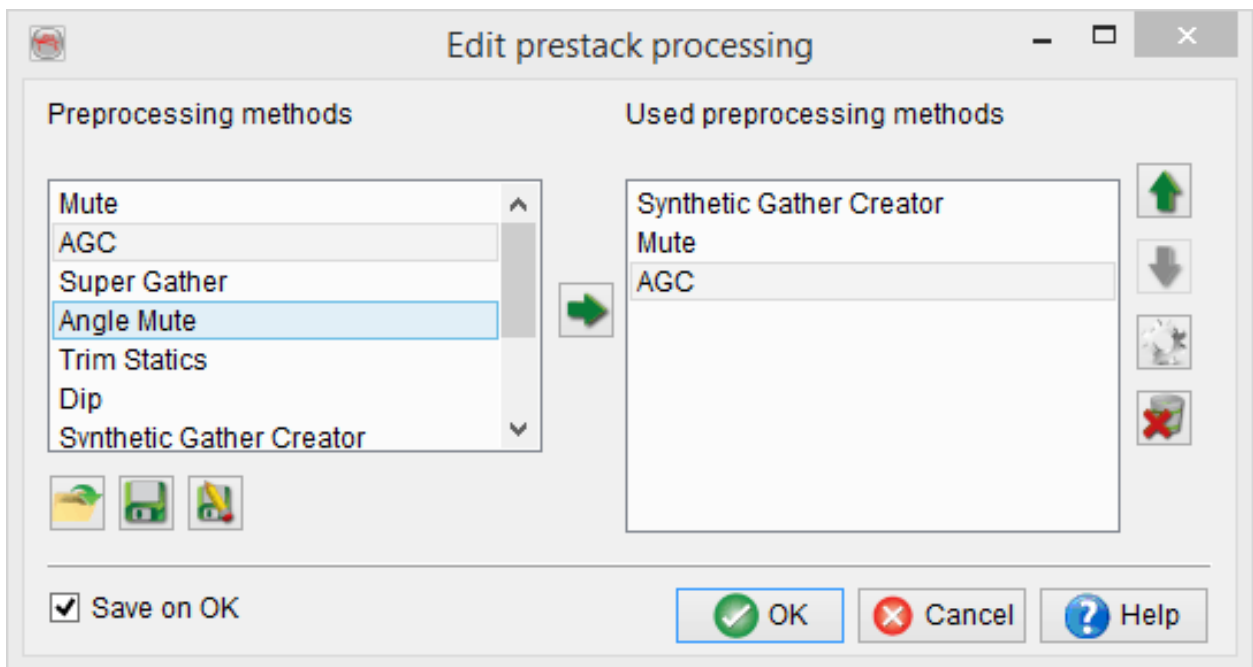 Edit prestack processing
Preprocessing methods
Used preprocessing methods
Mute
AGC
Super Gather
Angle Mute
Trim Statics
Dip
Synthetic Gather Creator
Synthetic Gather Creator
Mute
AGC
Save on OK
OK
Cancel
Help